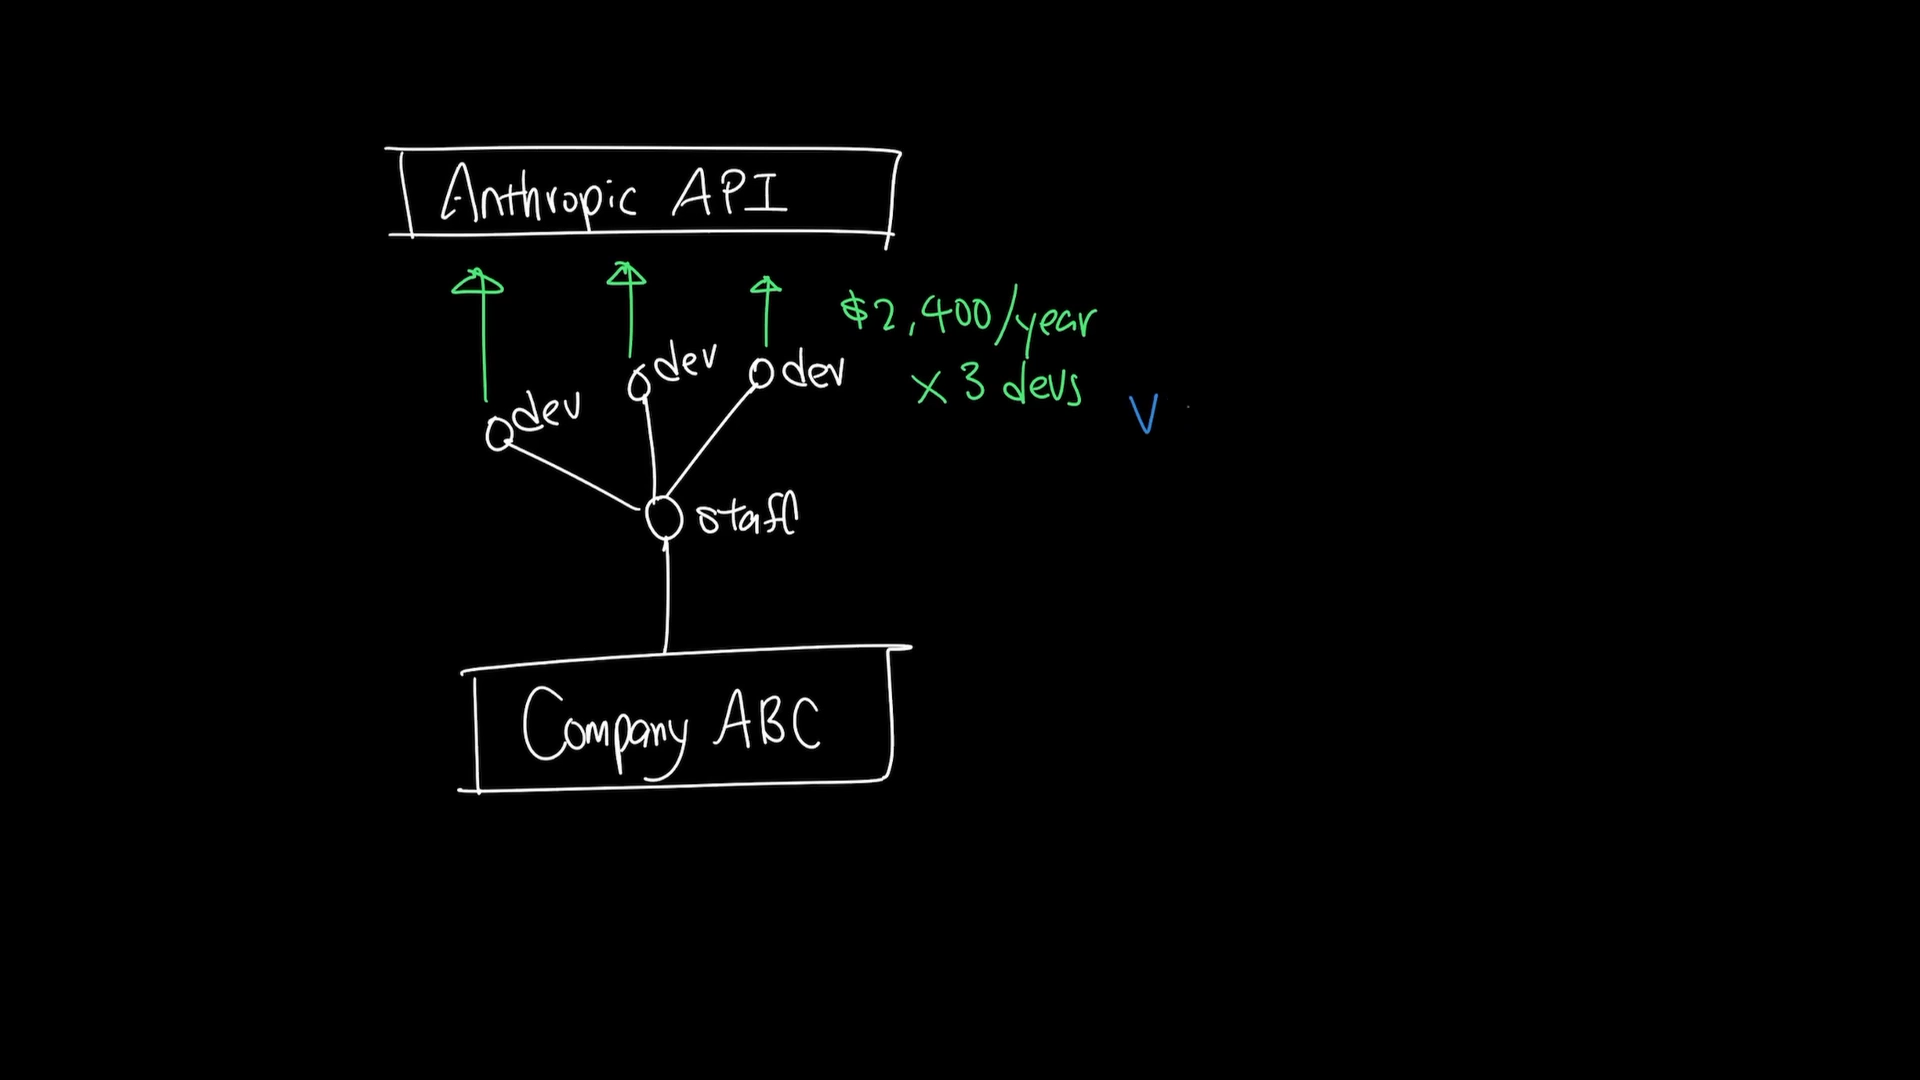 Anthropic API
$2,400/year
dev
dev
x 3 devs
dev
V
staff
Company ABC